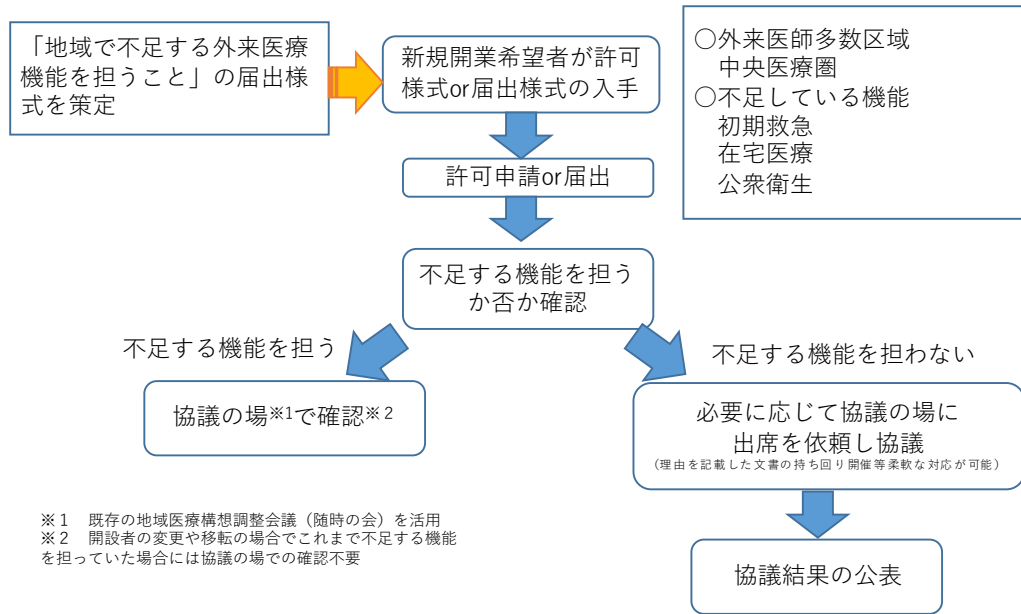 「地域で不足する外来医療
機能を担うこと」の届出様
式を策定
新規開業希望者が許可
様式or届出様式の入手
○外来医師多数区域
中央医療圏
○不足している機能
初期救急
在宅医療
公衆衛生
許可申請or届出
不足する機能を担う
か否か確認
不足する機能を担う
不足する機能を担わない
協議の場※1で確認※2
必要に応じて協議の場に
出席を依頼し協議
(理由を記載した文書の持ち回り開催等柔軟な対応が可能)
※1 既存の地域医療構想調整会議（随時の会）を活用
※2 開設者の変更や移転の場合でこれまで不足する機能
を担っていた場合には協議の場での確認不要
協議結果の公表